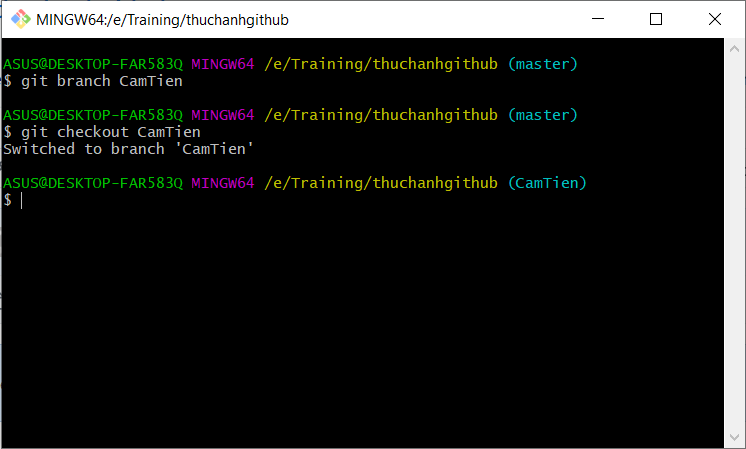 MINGW64:/e/Training/thuchanhgithub
ASUS@DESKTOP-FAR583Q MINGW64 /e/Training/thuchanhgithub (master)
$ git branch CamTien
ASUS@DESKTOP-FAR583Q MINGW64 /e/Training/thuchanhgithub (master)
$ git checkout CamTien
Switched to branch 'CamTien'
ASUS@DESKTOP-FAR583Q MINGW64 /e/Training/thuchanhgithub (CamTien)
$